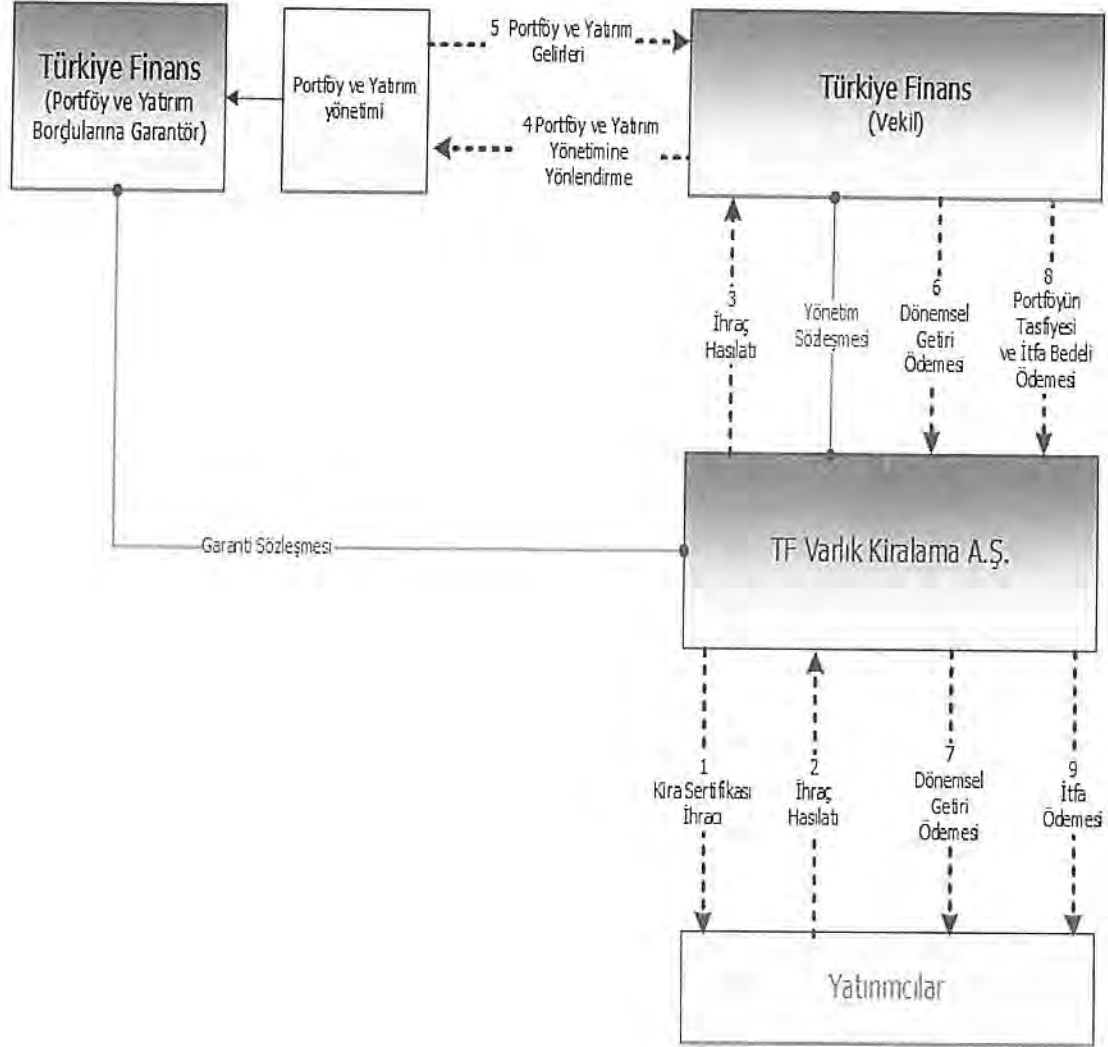 Türkiye Finans
(Portföy ve Yatırım
Borçlularına Garantör)
Portföy ve Yatırım
yönetimi
5 Portföy ve Yatırım
Gelirleri
4 Portföy ve Yatırım
Yönetimine
Yönlendirme
Türkiye Finans
(Vekil)
3
İhraç
Hasılatı
Yönetim
Sözleşmesi
6
Dönemsel
Getiri
Ödemesi
8
Portföyün
Tasfiyesi
ve İtfa Bedeli
Ödemesi
Garanti Sözleşmesi
TF Varlık Kiralama A.Ş.
1
Kira Sertifikası
İhracı
2
İhraç
Hasılatı
7
Dönemsel
Getiri
Ödemesi
9
İtfa
Ödemesi
Yatırımcılar